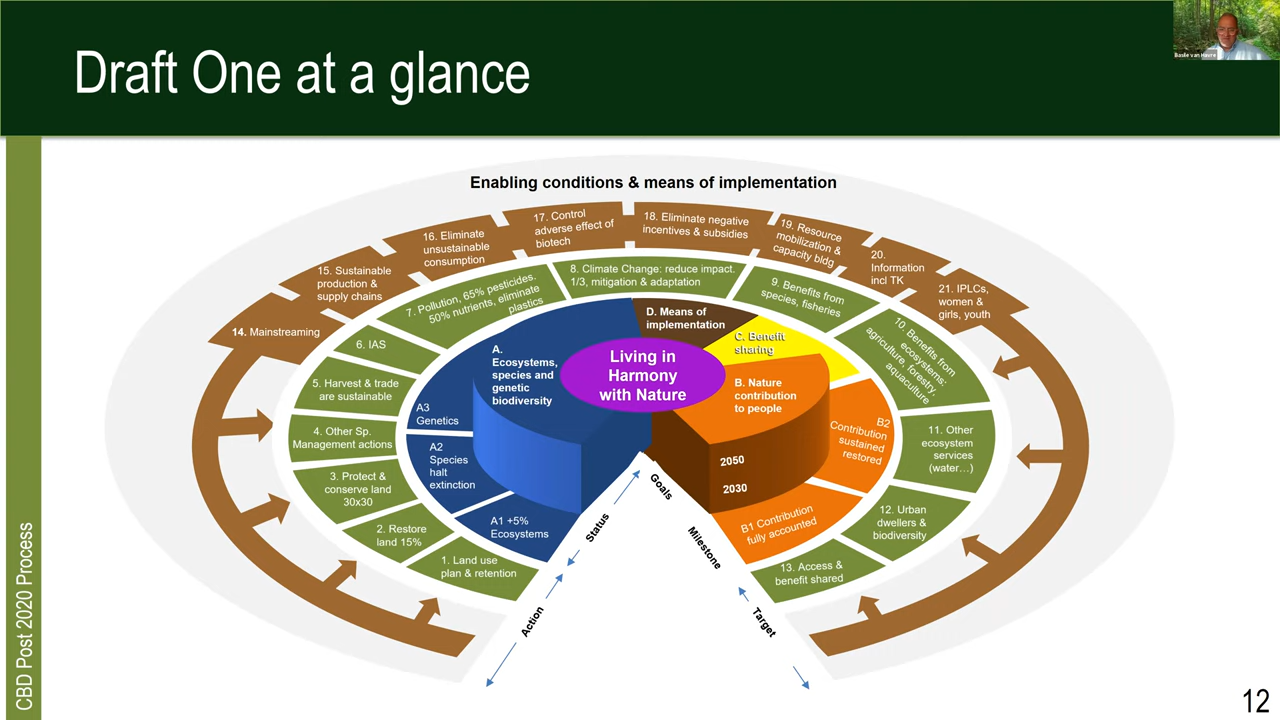 Draft One at a glance
Basile van Havre
CBD Post 2020 Process
Enabling conditions & means of implementation
14. Mainstreaming
15. Sustainable
production &
supply chains
16. Eliminate
unsustainable
consumption
17. Control
adverse effect of
biotech
18. Eliminate negative
incentives & subsidies
19. Resource
mobilization &
capacity bldg
20.
Information
incl TK
21. IPLCs,
women &
girls, youth
1. Land use
plan & retention
2. Restore
land 15%
3. Protect &
conserve land
30x30
4. Other Sp.
Management actions
5. Harvest & trade
are sustainable
6. IAS
7. Pollution, 65% pesticides.
50% nutrients, eliminate
plastics
8. Climate Change: reduce impact.
1/3, mitigation & adaptation
9. Benefits from
species, fisheries
10. Benefits from
ecosystems:
agriculture, forestry,
aquaculture
11. Other
ecosystem
services
(water…)
12. Urban
dwellers &
biodiversity
13. Access &
benefit shared
A.
Ecosystems,
species and
genetic
biodiversity
A3
Genetics
A2
Species
halt
extinction
A1 +5%
Ecosystems
D. Means of
implementation
C. Benefit
sharing
Living in
Harmony
with Nature
B. Nature
contribution
to people
2050
2030
B2
Contribution
sustained
restored
B1 Contribution
fully accounted
Status
Action
Goals
Milestone
Target
12